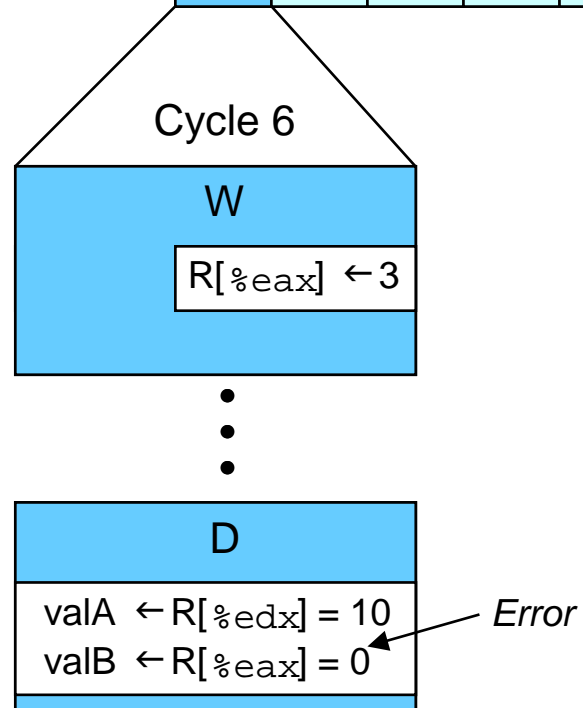 Cycle 6
W
R[%eax] ← 3
D
valA ← R[%edx] = 10
valB ← R[%eax] = 0
Error